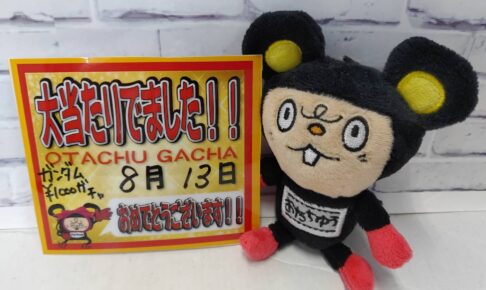 大当たりでました!!
OTACHU GACHA
ガンダム
¥1000ガチャ
8月 13日
おめでとうございます!!
おたちゅう